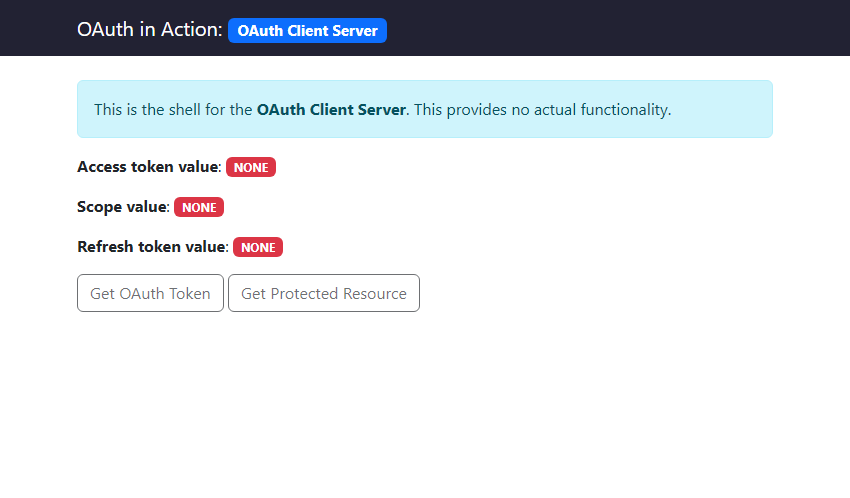 OAuth in Action: OAuth Client Server
This is the shell for the OAuth Client Server. This provides no actual functionality.
Access token value: NONE
Scope value: NONE
Refresh token value: NONE
Get OAuth Token Get Protected Resource